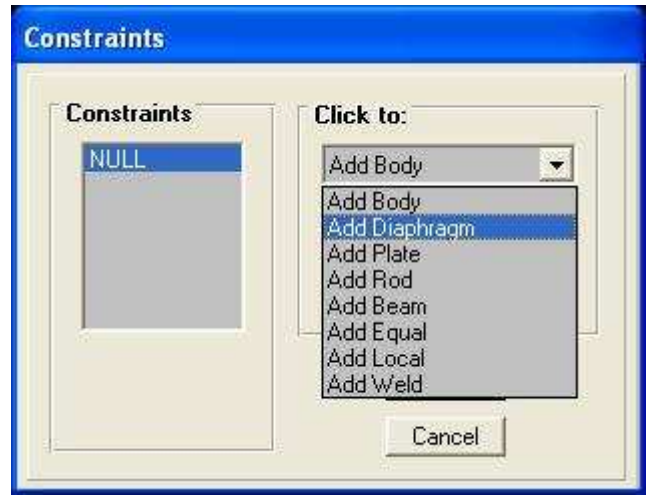 Constraints
Constraints
NULL
Click to:
Add Body
Add Body
Add Diaphragm
Add Plate
Add Rod
Add Beam
Add Equal
Add Local
Add Weld
Cancel